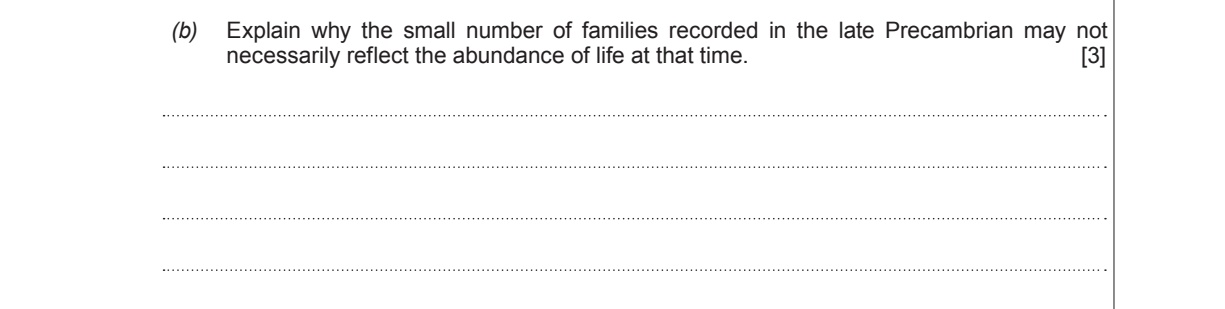 (b) Explain why the small number of families recorded in the late Precambrian may not
necessarily reflect the abundance of life at that time. [3]